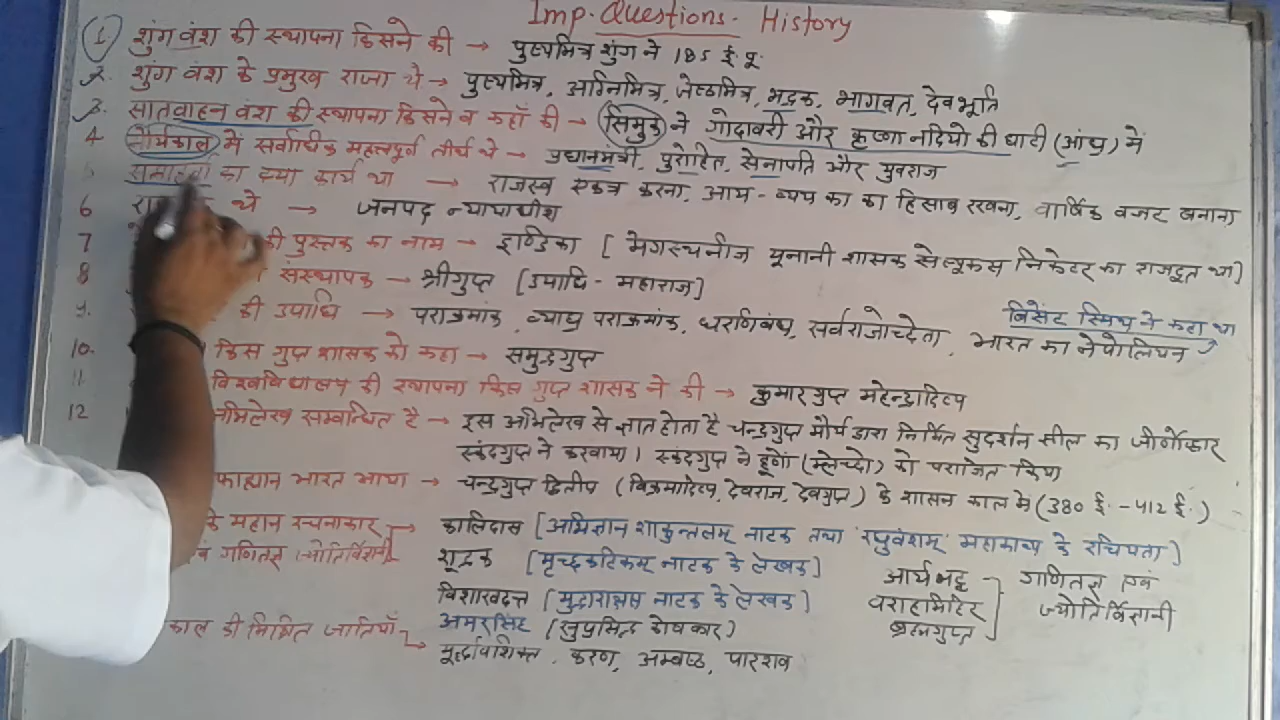 Imp. Questions. History
1 शुंग वंश की स्थापना किसने की → पुष्यमित्र शुंग ने 185 ई.पू.
2. शुंग वंश के प्रमुख राजा थे → पुष्यमित्र, अग्निमित्र, जेष्ठमित्र, भद्रक, भागवत, देवभूति
3. सातवाहन वंश की स्थापना किसने व कहाँ की → सिमुक ने गोदावरी और कृष्णा नदियो की घाटी (आंध्र) में
4 मौर्यकाल में सर्वाधिक महत्वपूर्ण तीर्थ थे → प्रधानमंत्री, पुरोहित, सेनापति और युवराज
5 समाहर्ता का क्या कार्य था → राजस्व एकत्र करना, आय - व्यय का का हिसाब रखना, वार्षिक बजट बनाना
6 थे → जनपद न्यायाधीश
7 की पुस्तक का नाम → इण्डिका [ मेगस्थनीज यूनानी शासक सेल्यूकस निकेटर का राजदूत था]
8 संस्थापक → श्रीगुप्त [उपाधि - महाराज]
9. की उपाधि → पराक्रमांक, व्याघ्र पराक्रमांक, धरणिबंध, सर्वराजोच्छेता,
विसेंट स्मिथ ने कहा था
10. किस गुप्त शासक को कहा → समुद्रगुप्त भारत का नेपोलियन
11 विश्वविद्यालय की स्थापना किस गुप्त शासक ने की → कुमारगुप्त महेन्द्रादित्य
12 अभिलेख सम्बन्धित है → इस अभिलेख से ज्ञात होता है चन्द्रगुप्त मौर्य द्वारा निर्मित सुदर्शन झील का जीर्णोद्धार
स्कंदगुप्त ने करवाया। स्कंदगुप्त ने हूणो (म्लेच्छो) को पराजित किया
फाह्यान भारत आया → चन्द्रगुप्त द्वितीय (विक्रमादित्य, देवराज, देवगुप्त) के शासन काल मे (380 ई. - 412 ई.)
के महान रचनाकार → कालिदास [अभिज्ञान शाकुन्तलम् नाटक तथा रघुवंशम् महाकाव्य के रचियता]
एवं गणितज्ञ ज्योतिर्विज्ञानी शूद्रक [मृच्छकटिकम् नाटक के लेखक]
विशाखदत्त [मुद्राराक्षस नाटक के लेखक]
आर्यभट्ट गणितज्ञ एवं
वराहमिहिर ज्योतिर्विज्ञानी
ब्रह्मगुप्त
अमरसिंह (सुप्रसिद्ध कोषकार)
काल की मिश्रित जातियाँ → मूर्द्धावशिक्त, करण, अम्बष्ठ, पारशव